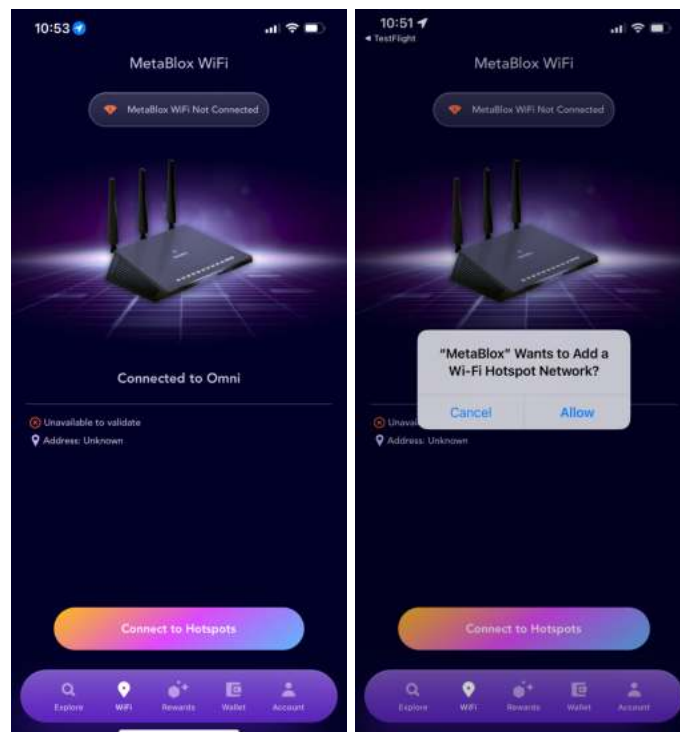 10:53
MetaBlox WiFi
MetaBlox WiFi Not Connected
Connected to Omni
Unavailable to validate
Address: Unknown
Connect to Hotspots
Explore
WiFi
Rewards
Wallet
Account
10:51
◀ TestFlight
MetaBlox WiFi
MetaBlox WiFi Not Connected
"MetaBlox" Wants to Add a
Wi-Fi Hotspot Network?
Cancel
Allow
Address: Unknown
Connect to Hotspots
Explore
WiFi
Rewards
Wallet
Account